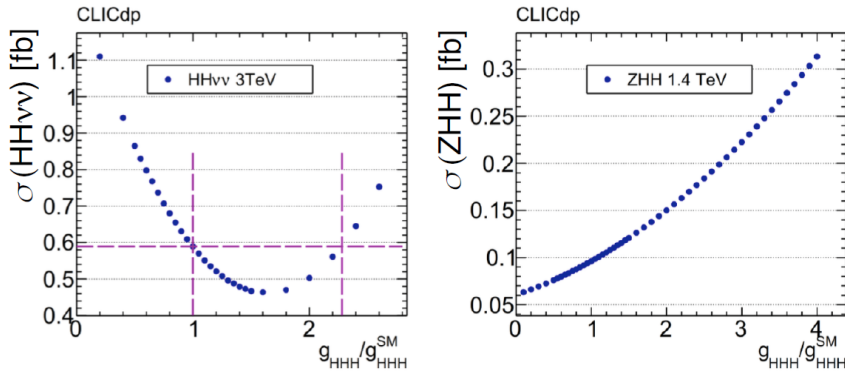 CLICdp
σ(HHνν) [fb]
HHνν 3TeV
1.1
1
0.9
0.8
0.7
0.6
0.5
0.4
0
1
2
g_HHH/g_HHH^SM
CLICdp
σ(ZHH) [fb]
ZHH 1.4 TeV
0.3
0.25
0.2
0.15
0.1
0.05
0
1
2
3
4
g_HHH/g_HHH^SM